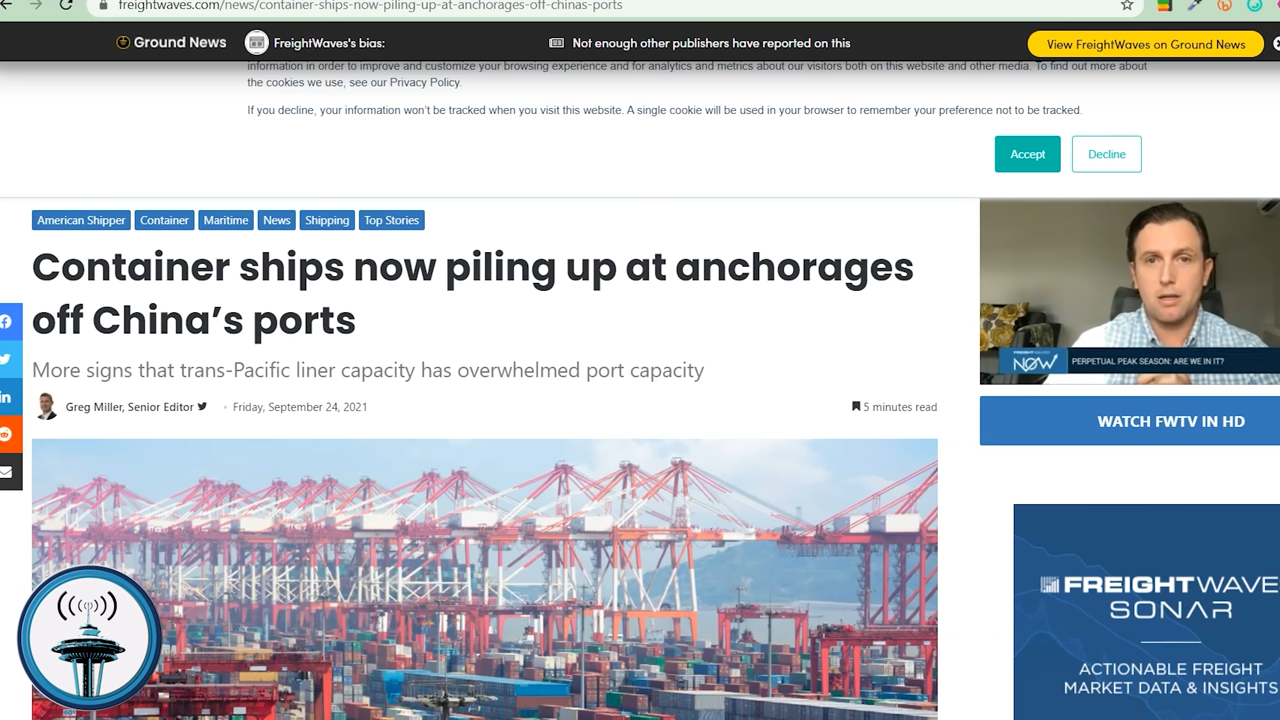 freightwaves.com/news/container-ships-now-piling-up-at-anchorages-off-chinas-ports
Ground News
FreightWaves's bias:
Not enough other publishers have reported on this
View FreightWaves on Ground News
information in order to improve and customize your browsing experience and for analytics and metrics about our visitors both on this website and other media. To find out more about
the cookies we use, see our Privacy Policy.
If you decline, your information won't be tracked when you visit this website. A single cookie will be used in your browser to remember your preference not to be tracked.
Accept
Decline
American Shipper
Container
Maritime
News
Shipping
Top Stories
Container ships now piling up at anchorages
off China's ports
More signs that trans-Pacific liner capacity has overwhelmed port capacity
Greg Miller, Senior Editor
• Friday, September 24, 2021
5 minutes read
FREIGHTWAVES
NOW
PERPETUAL PEAK SEASON: ARE WE IN IT?
WATCH FWTV IN HD
FREIGHTWAVE
SONAR
ACTIONABLE FREIGHT
MARKET DATA & INSIGHTS